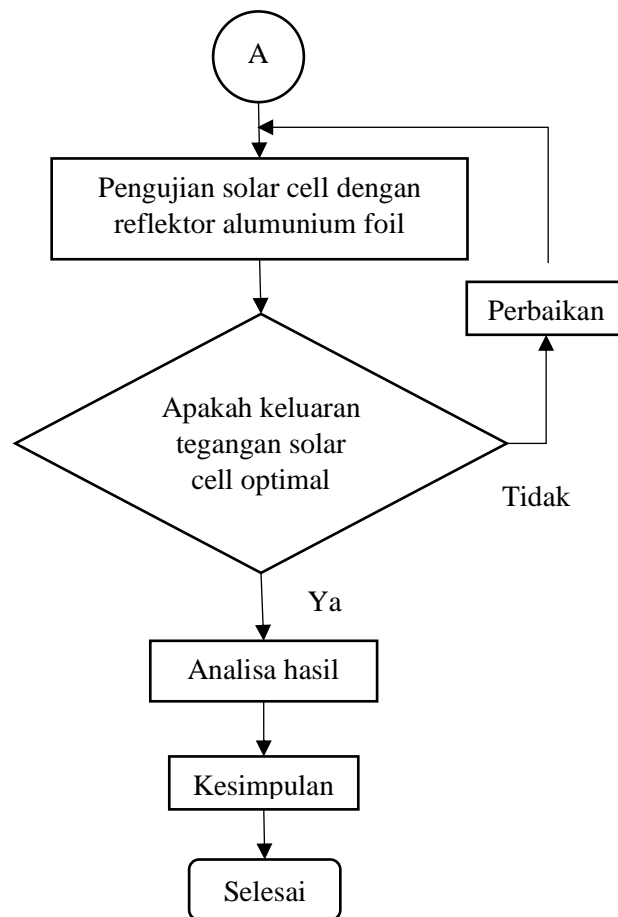 A
Pengujian solar cell dengan
reflektor alumunium foil
Perbaikan
Apakah keluaran
tegangan solar
cell optimal
Tidak
Ya
Analisa hasil
Kesimpulan
Selesai